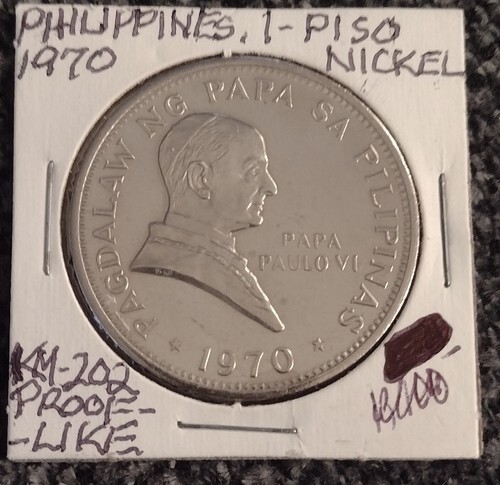 PHILIPPINES, 1-PISO
1970 NICKEL
PAGDALAW NG PAPA SA PILIPINAS
PAPA
PAULO VI
1970
KM-202
PROOF-
-LIKE